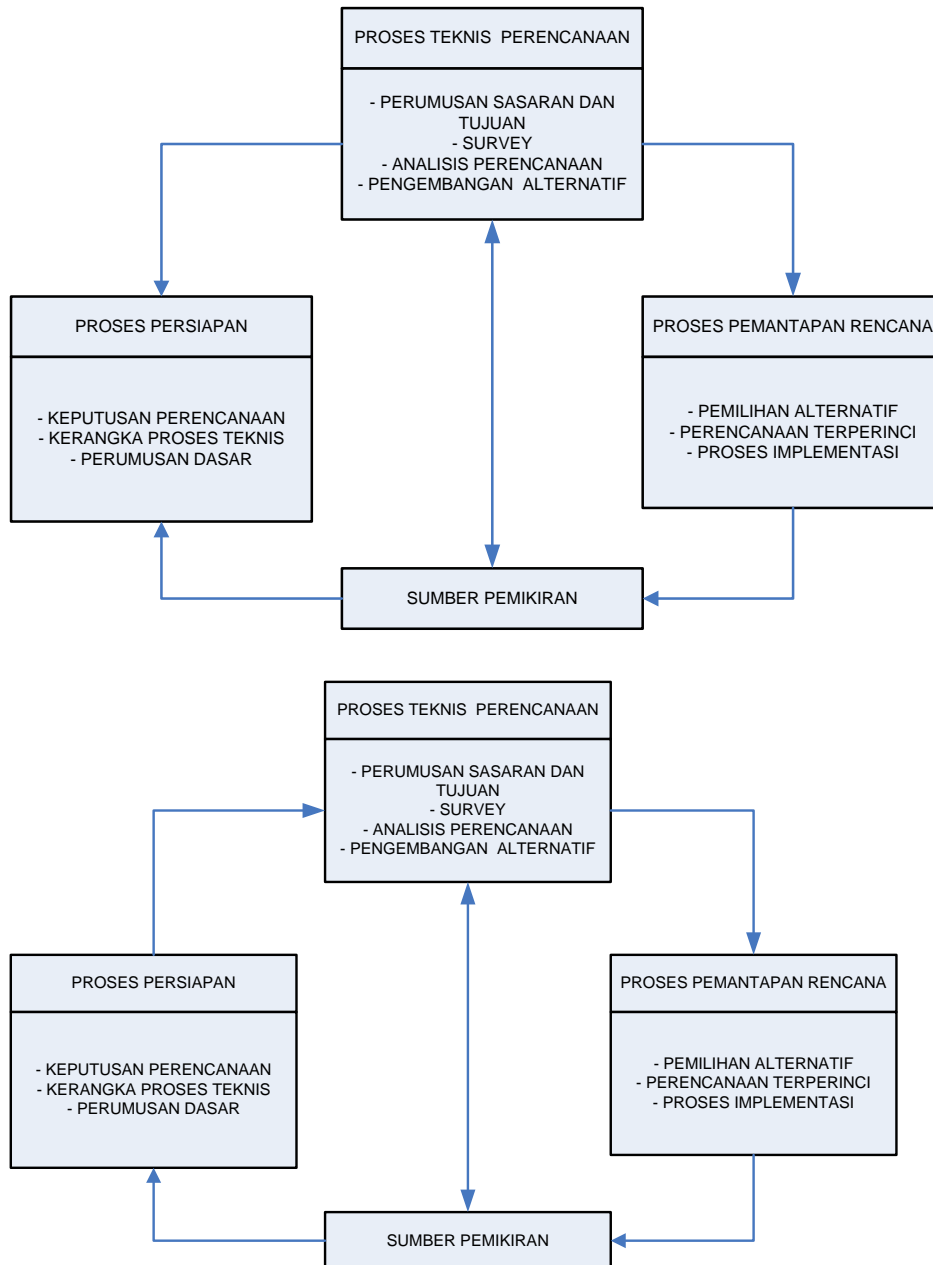 PROSES TEKNIS PERENCANAAN
- PERUMUSAN SASARAN DAN
TUJUAN
- SURVEY
- ANALISIS PERENCANAAN
- PENGEMBANGAN ALTERNATIF
PROSES PERSIAPAN
- KEPUTUSAN PERENCANAAN
- KERANGKA PROSES TEKNIS
- PERUMUSAN DASAR
PROSES PEMANTAPAN RENCANA
- PEMILIHAN ALTERNATIF
- PERENCANAAN TERPERINCI
- PROSES IMPLEMENTASI
SUMBER PEMIKIRAN
PROSES TEKNIS PERENCANAAN
- PERUMUSAN SASARAN DAN
TUJUAN
- SURVEY
- ANALISIS PERENCANAAN
- PENGEMBANGAN ALTERNATIF
PROSES PERSIAPAN
- KEPUTUSAN PERENCANAAN
- KERANGKA PROSES TEKNIS
- PERUMUSAN DASAR
PROSES PEMANTAPAN RENCANA
- PEMILIHAN ALTERNATIF
- PERENCANAAN TERPERINCI
- PROSES IMPLEMENTASI
SUMBER PEMIKIRAN